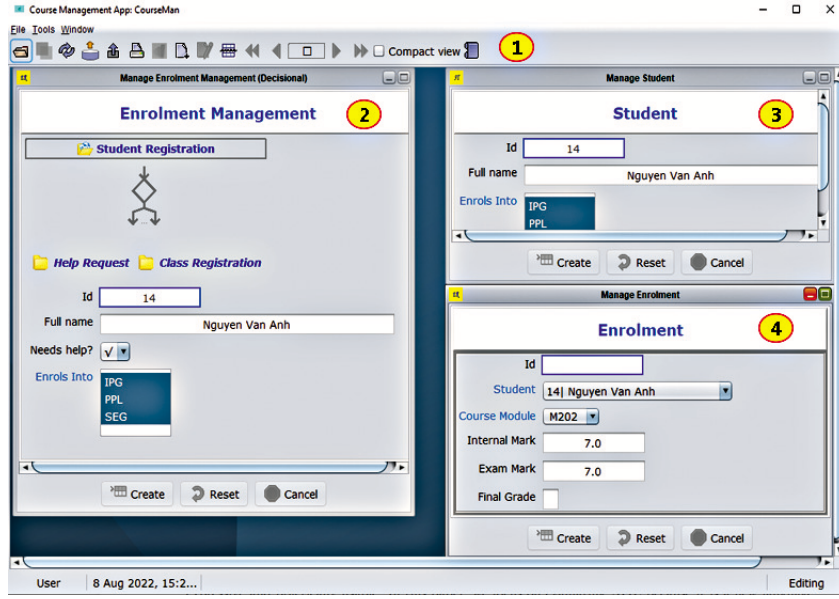 Course Management App: CourseMan
File Tools Window
Compact view
1
Manage Enrolment Management (Decisional)
Enrolment Management
2
Student Registration
Help Request Class Registration
Id 14
Full name Nguyen Van Anh
Needs help? √
Enrols Into IPG
PPL
SEG
Create Reset Cancel
Manage Student
Student
3
Id 14
Full name Nguyen Van Anh
Enrols Into IPG
PPL
Create Reset Cancel
Manage Enrolment
Enrolment
4
Id
Student 14| Nguyen Van Anh
Course Module M202
Internal Mark 7.0
Exam Mark 7.0
Final Grade
Create Reset Cancel
User 8 Aug 2022, 15:2... Editing